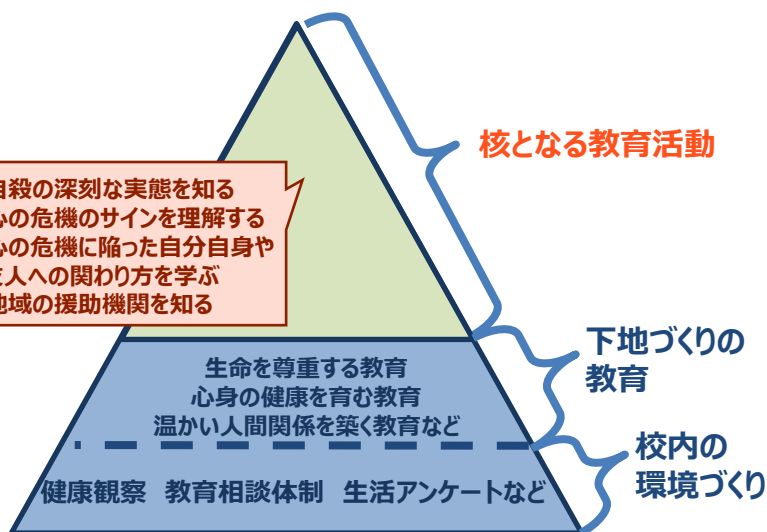 核となる教育活動
自殺の深刻な実態を知る
心の危機のサインを理解する
心の危機に陥った自分自身や
友人への関わり方を学ぶ
地域の援助機関を知る
下地づくりの
教育
生命を尊重する教育
心身の健康を育む教育
温かい人間関係を築く教育など
校内の
環境づくり
健康観察 教育相談体制 生活アンケートなど